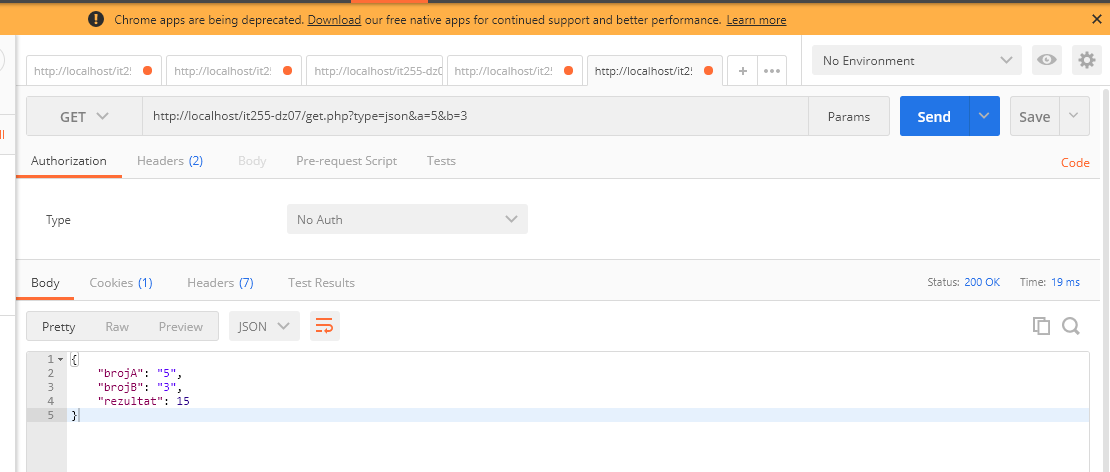 Chrome apps are being deprecated. Download our free native apps for continued support and better performance. Learn more
http://localhost/it25 http://localhost/it25 http://localhost/it255-dz0 http://localhost/it25 http://localhost/it25 + •••
No Environment
GET http://localhost/it255-dz07/get.php?type=json&a=5&b=3 Params Send Save
Authorization Headers (2) Body Pre-request Script Tests Code
Type No Auth
Body Cookies (1) Headers (7) Test Results Status: 200 OK Time: 19 ms
Pretty Raw Preview JSON
1 {
2 "brojA": "5",
3 "brojB": "3",
4 "rezultat": 15
5 }